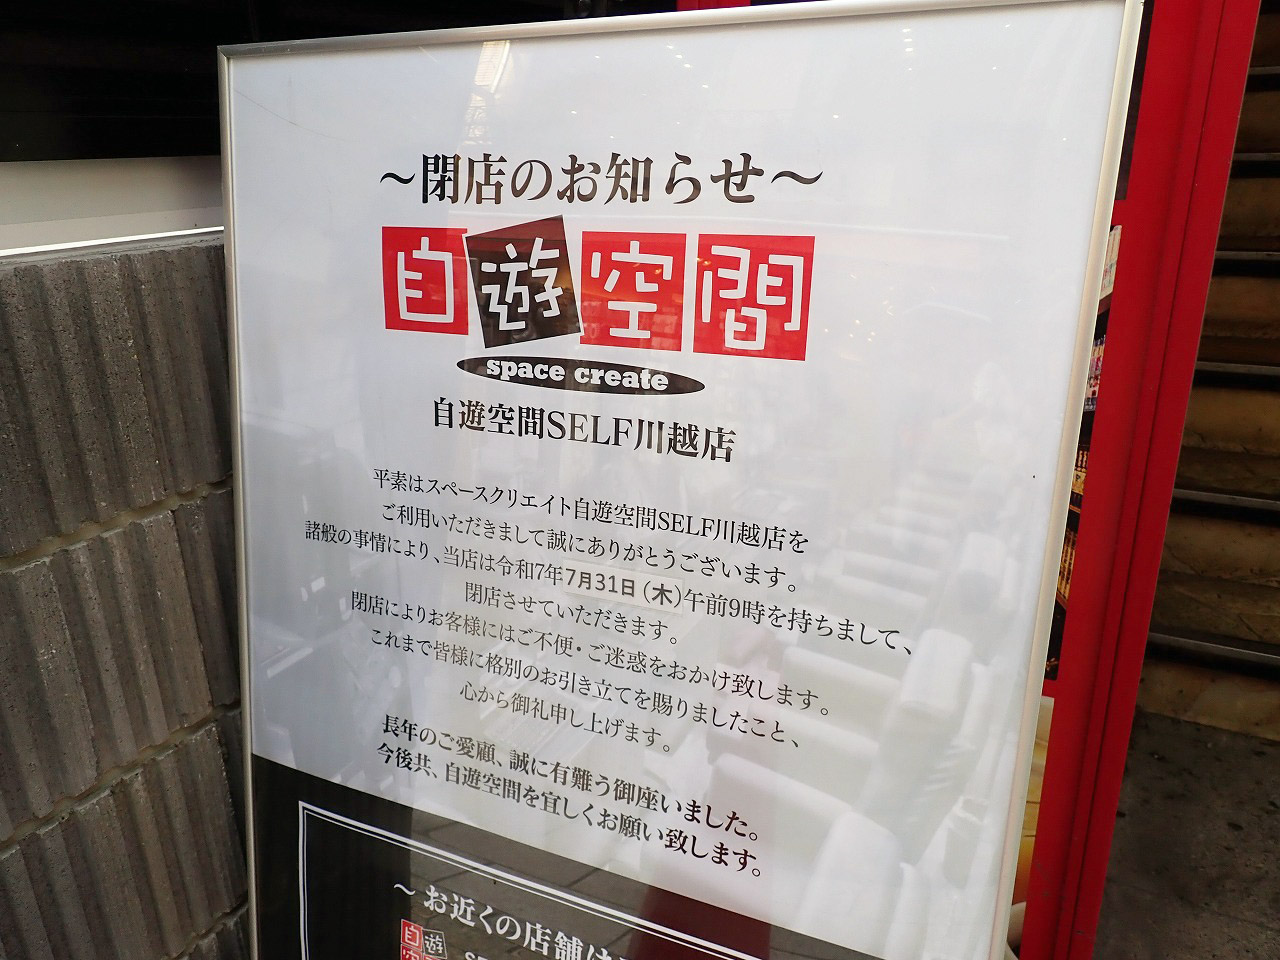 ～閉店のお知らせ～
自遊空間
space create
自遊空間SELF川越店
平素はスペースクリエイト自遊空間SELF川越店を
ご利用いただきまして誠にありがとうございます。
諸般の事情により、当店は令和7年7月31日(木)午前9時を持ちまして、
閉店させていただきます。
閉店によりお客様にはご不便・ご迷惑をおかけ致します。
これまで皆様に格別のお引き立てを賜りましたこと、
心から御礼申し上げます。
長年のご愛顧、誠に有難う御座いました。
今後共、自遊空間を宜しくお願い致します。
～お近くの店舗は
自遊